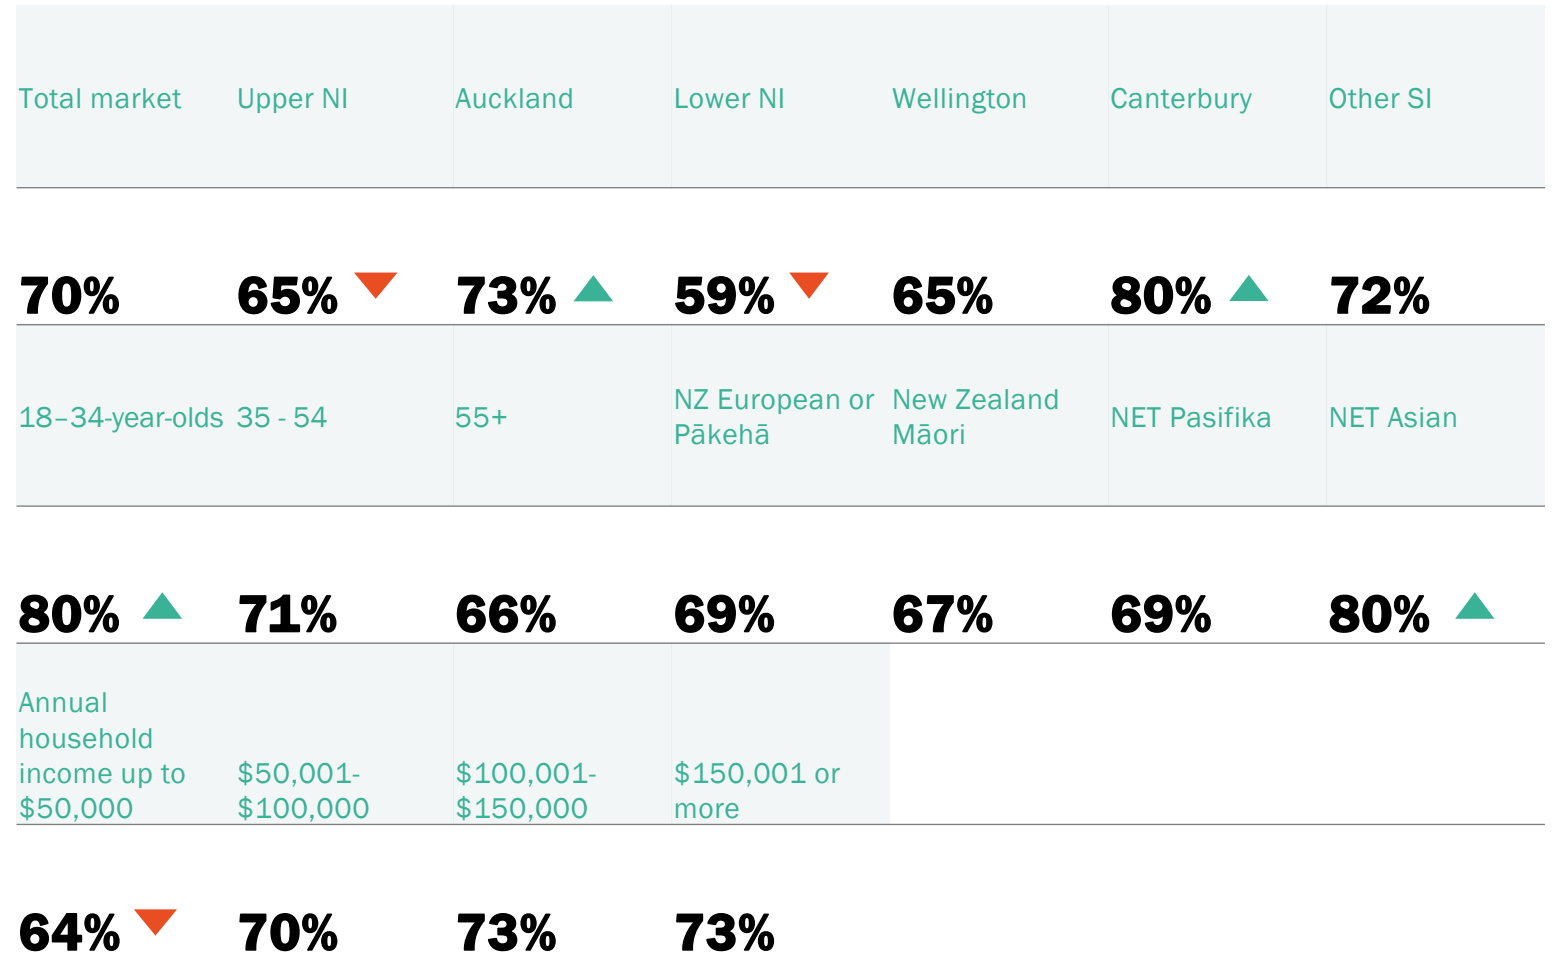 Total market Upper NI Auckland Lower NI Wellington Canterbury Other SI
70% 65% 73% 59% 65% 80% 72%
18–34-year-olds 35 - 54 55+ NZ European or New Zealand NET Pasifika NET Asian
Pākehā Māori
80% 71% 66% 69% 67% 69% 80%
Annual
household
income up to $50,001- $100,001- $150,001 or
$50,000 $100,000 $150,000 more
64% 70% 73% 73%